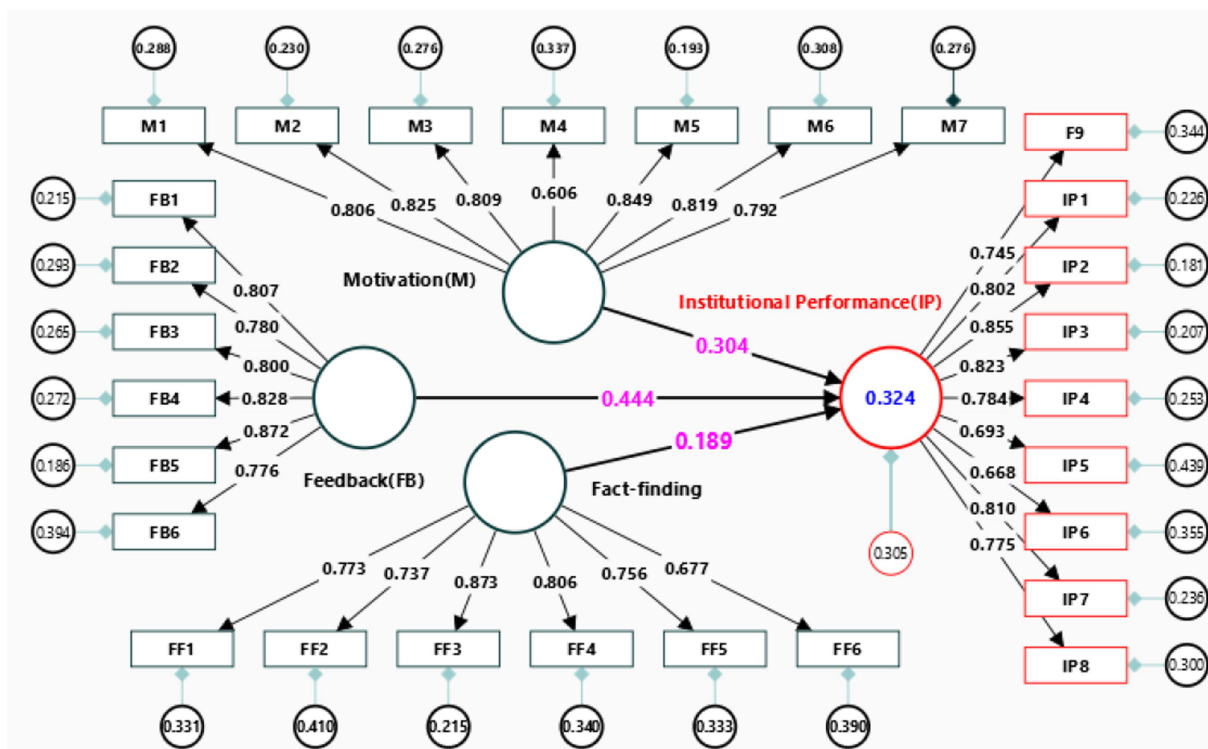 0.288 0.230 0.276 0.337 0.193 0.308 0.276
M1 M2 M3 M4 M5 M6 M7
F9 0.344
0.215 FB1
0.806 0.825 0.809 0.606 0.849 0.819 0.792
IP1 0.226
0.293 FB2
0.745
IP2 0.181
Motivation(M)
0.807
0.802
Institutional Performance(IP)
0.265 FB3
0.780
0.855
IP3 0.207
0.304
0.800
0.823
0.272 FB4
0.828
0.444
0.324
0.784
IP4 0.253
0.872
0.189
0.693
0.186 FB5
0.776
Feedback(FB)
Fact-finding
0.668
IP5 0.439
0.810
0.394 FB6
0.775
IP6 0.355
0.305
0.773 0.737 0.873 0.806 0.756 0.677
IP7 0.236
FF1 FF2 FF3 FF4 FF5 FF6
IP8 0.300
0.331 0.410 0.215 0.340 0.333 0.390